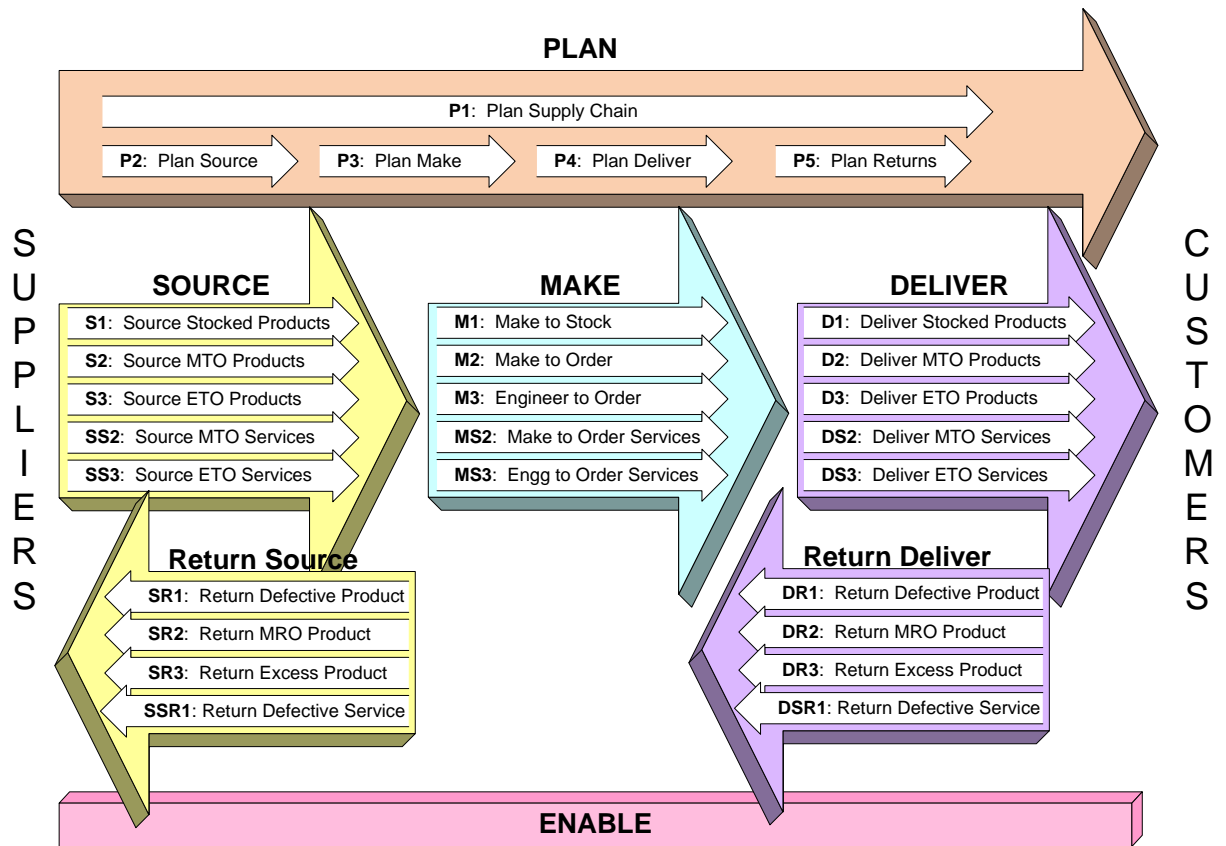 PLAN
P1: Plan Supply Chain
P2: Plan Source
P3: Plan Make
P4: Plan Deliver
P5: Plan Returns
SUPPLIERS
SOURCE
S1: Source Stocked Products
S2: Source MTO Products
S3: Source ETO Products
SS2: Source MTO Services
SS3: Source ETO Services
MAKE
M1: Make to Stock
M2: Make to Order
M3: Engineer to Order
MS2: Make to Order Services
MS3: Engg to Order Services
DELIVER
D1: Deliver Stocked Products
D2: Deliver MTO Products
D3: Deliver ETO Products
DS2: Deliver MTO Services
DS3: Deliver ETO Services
CUSTOMERS
Return Source
SR1: Return Defective Product
SR2: Return MRO Product
SR3: Return Excess Product
SSR1: Return Defective Service
Return Deliver
DR1: Return Defective Product
DR2: Return MRO Product
DR3: Return Excess Product
DSR1: Return Defective Service
ENABLE